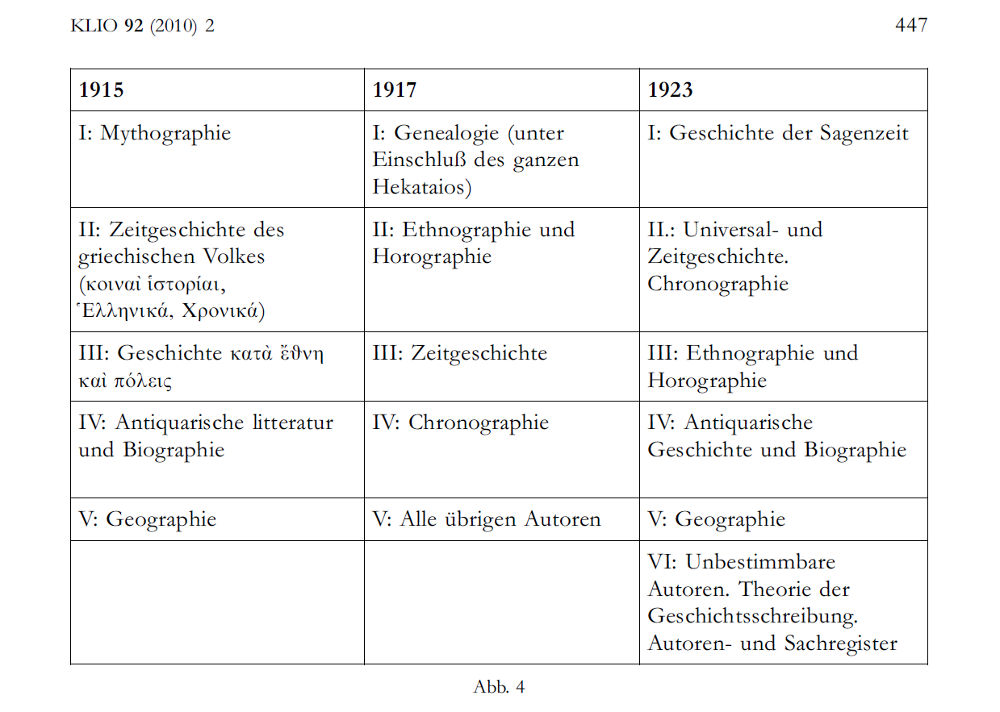 KLIO 92 (2010) 2
447
1915
1917
1923
I: Mythographie
I: Genealogie (unter
Einschluß des ganzen
Hekataios)
I: Geschichte der Sagenzeit
II: Zeitgeschichte des
griechischen Volkes
(κοιναὶ ἱστορίαι,
Ἑλληνικά, Χρονικά)
II: Ethnographie und
Horographie
II.: Universal- und
Zeitgeschichte.
Chronographie
III: Geschichte κατὰ ἔϑνη
καὶ πόλεις
III: Zeitgeschichte
III: Ethnographie und
Horographie
IV: Antiquarische litteratur
und Biographie
IV: Chronographie
IV: Antiquarische
Geschichte und Biographie
V: Geographie
V: Alle übrigen Autoren
V: Geographie
VI: Unbestimmbare
Autoren. Theorie der
Geschichtsschreibung.
Autoren- und Sachregister
Abb. 4